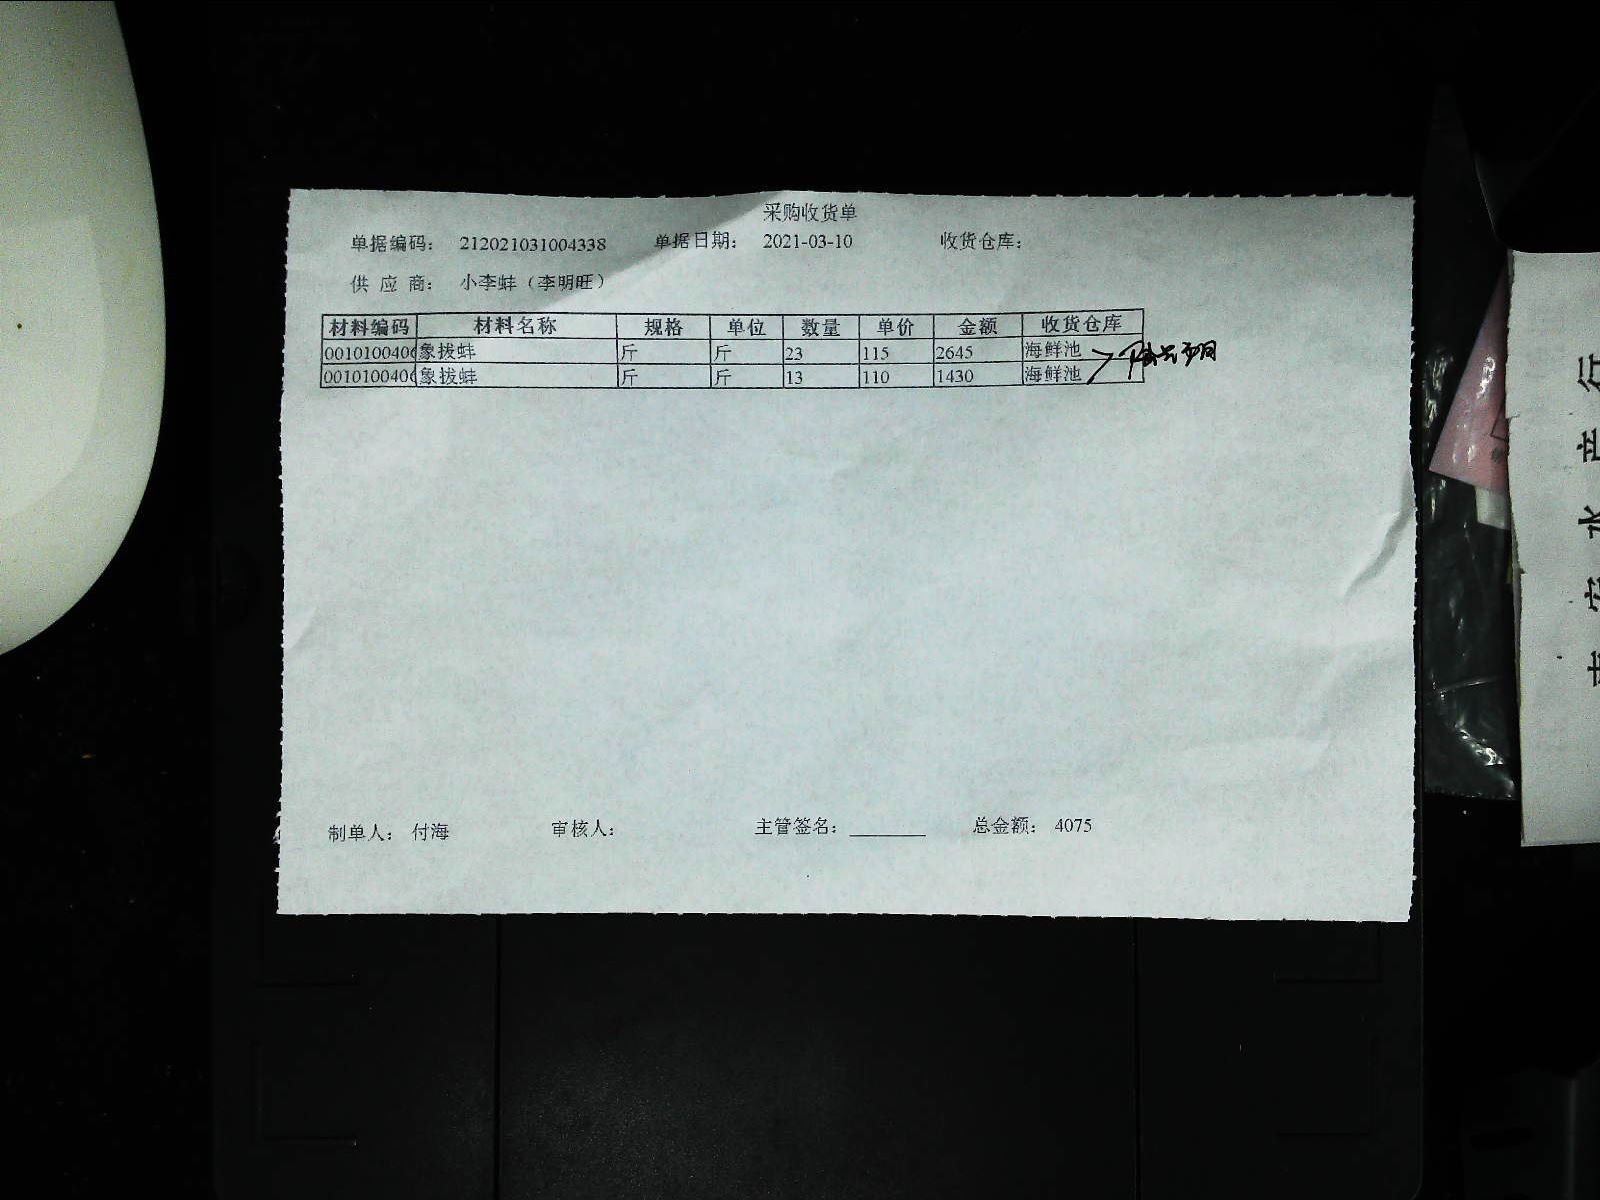 采购收货单
单据编码： 212021031004338 单据日期： 2021-03-10 收货仓库：
供应商： 小李蚌（李明旺）
材料编码 材料名称 规格 单位 数量 单价 金额 收货仓库
0010100406 象拔蚌 斤 斤 23 115 2645 海鲜池
0010100406 象拔蚌 斤 斤 13 110 1430 海鲜池
制单人： 付海 审核人： 主管签名： 总金额： 4075
行
水